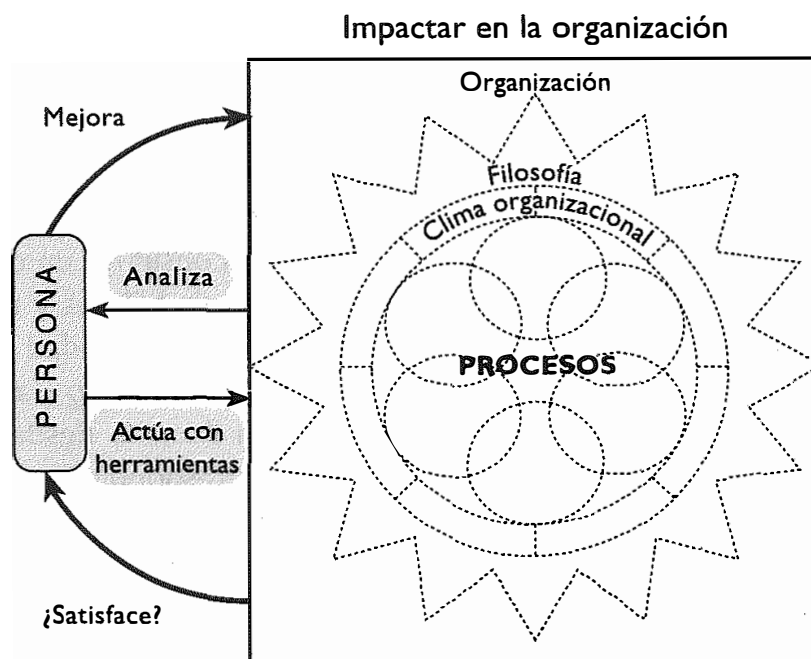 Impactar en la organización
Organización
Mejora
Filosofía
Clima organizacional
Analiza
PERSONA
PROCESOS
Actúa con
herramientas
¿Satisface?